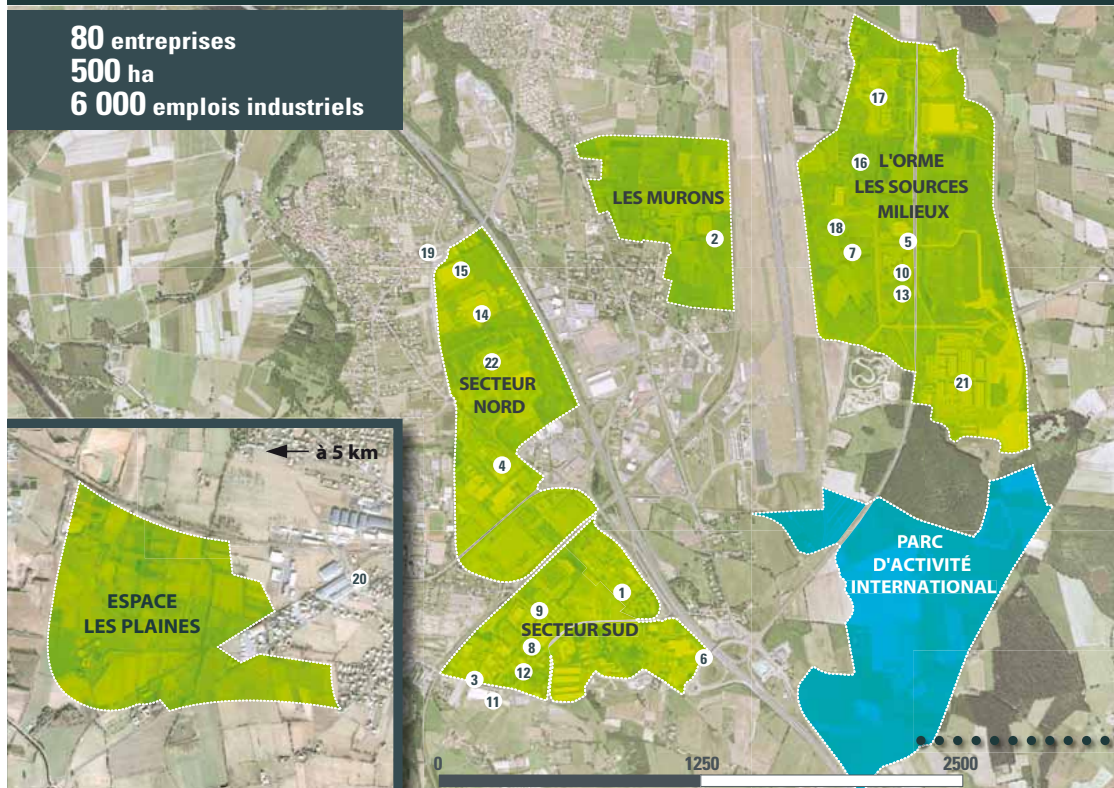 80 entreprises
500 ha
6 000 emplois industriels
17
16
L'ORME
LES SOURCES
MILIEUX
LES MURONS
2
18
5
7
10
13
19
15
14
22
SECTEUR
NORD
21
4
à 5 km
20
ESPACE
LES PLAINES
PARC
D'ACTIVITÉ
INTERNATIONAL
1
9
SECTEUR SUD
8
6
12
3
11
0
1250
2500